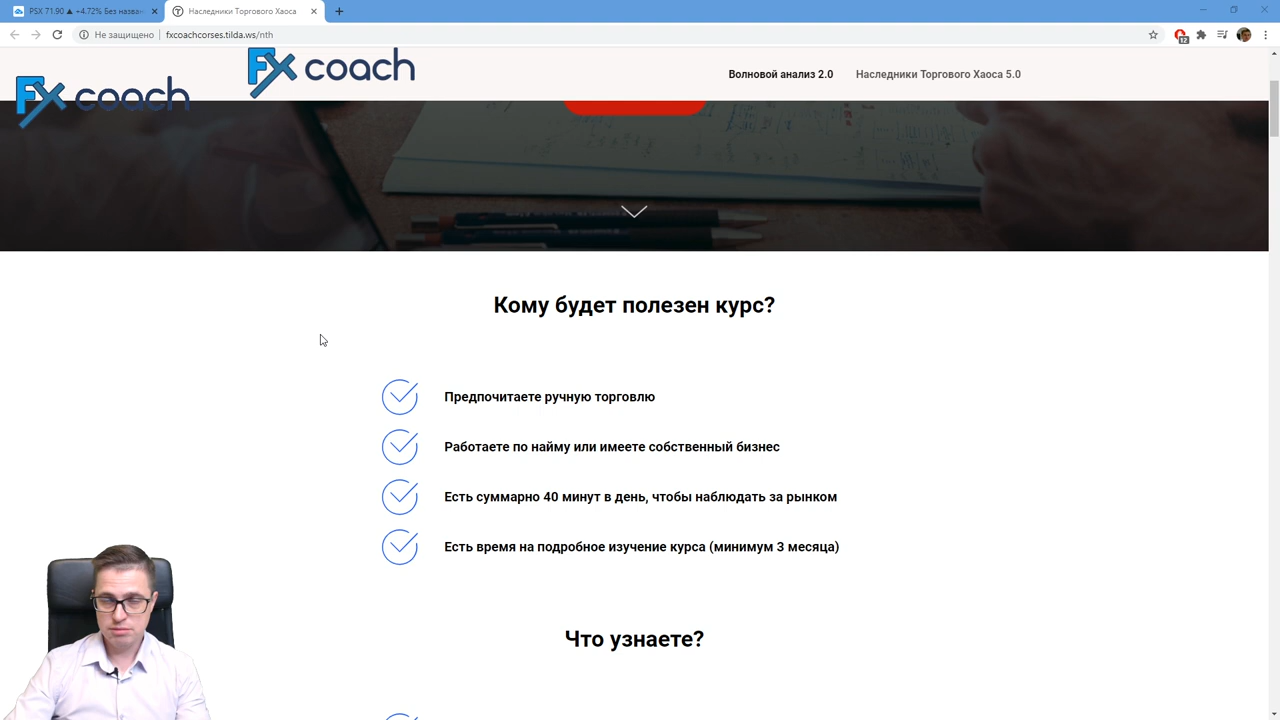 PSX 71.90 ▲ +4.72% Без назва
Наследники Торгового Хаоса
Не защищено
fxcoachcorses.tilda.ws/nth
12
Fx coach
Fx coach
Волновой анализ 2.0
Наследники Торгового Хаоса 5.0
Кому будет полезен курс?
Предпочитаете ручную торговлю
Работаете по найму или имеете собственный бизнес
Есть суммарно 40 минут в день, чтобы наблюдать за рынком
Есть время на подробное изучение курса (минимум 3 месяца)
Что узнаете?